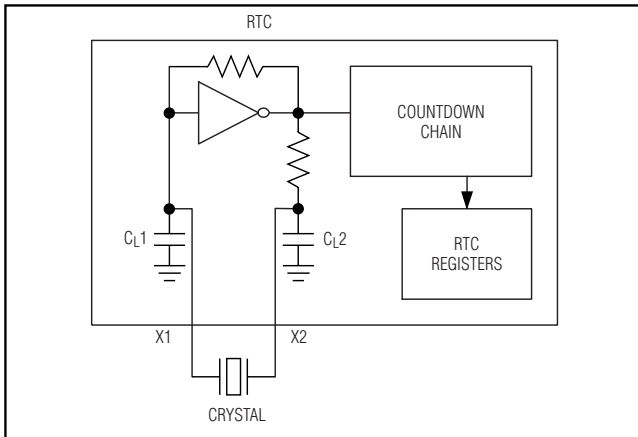 RTC
COUNTDOWN
CHAIN
CL1
CL2
RTC
REGISTERS
X1
X2
CRYSTAL